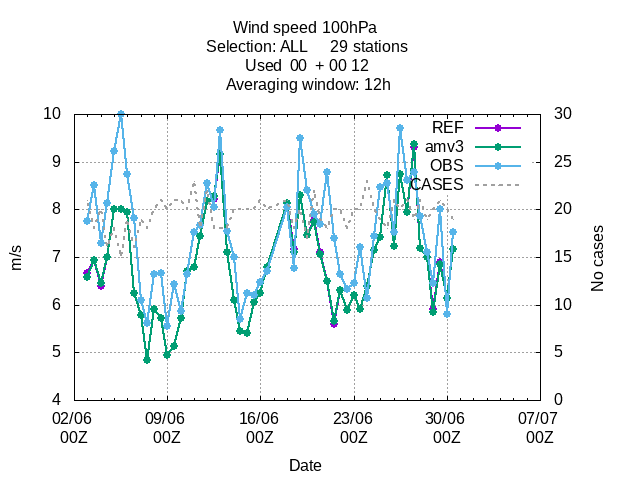 Wind speed 100hPa
Selection: ALL     29 stations
Used  00  + 00 12
Averaging window: 12h
10
9
8
7
6
5
4
m/s
30
25
20
15
10
5
0
No cases
REF
amv3
OBS
CASES
02/06 09/06 16/06 23/06 30/06 07/07
00Z 00Z 00Z 00Z 00Z 00Z
Date